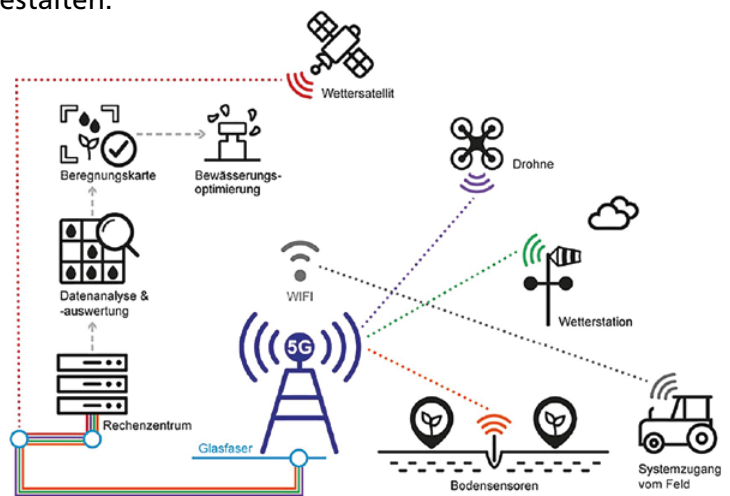 estalten.
Wettersatellit
Beregnungskarte
Bewässerungs-
optimierung
Drohne
WIFI
Datenanalyse &
-auswertung
Wetterstation
5G
Rechenzentrum
Glasfaser
Bodensensoren
Systemzugang
vom Feld